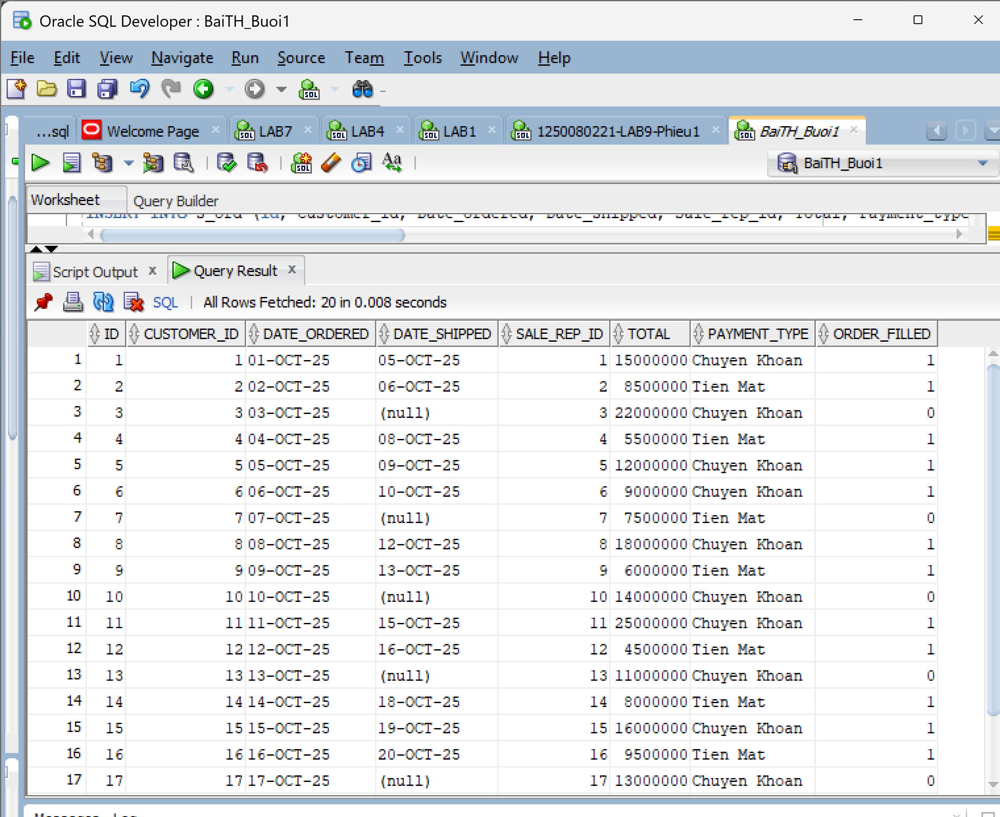 Oracle SQL Developer : BaiTH_Buoi1
File Edit View Navigate Run Source Team Tools Window Help
...sql Welcome Page LAB7 LAB4 LAB1 1250080221-LAB9-Phieu1 BaiTH_Buoi1
BaiTH_Buoi1
Worksheet Query Builder
INSERT INTO S_Ord (id, Customer_id, Date_ordered, Date_shipped, Sale_rep_id, Total, Payment_type
Script Output Query Result
SQL All Rows Fetched: 20 in 0.008 seconds
ID CUSTOMER_ID DATE_ORDERED DATE_SHIPPED SALE_REP_ID TOTAL PAYMENT_TYPE ORDER_FILLED
1 1 1 01-OCT-25 05-OCT-25 1 15000000 Chuyen Khoan 1
2 2 2 02-OCT-25 06-OCT-25 2 8500000 Tien Mat 1
3 3 3 03-OCT-25 (null) 3 22000000 Chuyen Khoan 0
4 4 4 04-OCT-25 08-OCT-25 4 5500000 Tien Mat 1
5 5 5 05-OCT-25 09-OCT-25 5 12000000 Chuyen Khoan 1
6 6 6 06-OCT-25 10-OCT-25 6 9000000 Chuyen Khoan 1
7 7 7 07-OCT-25 (null) 7 7500000 Tien Mat 0
8 8 8 08-OCT-25 12-OCT-25 8 18000000 Chuyen Khoan 1
9 9 9 09-OCT-25 13-OCT-25 9 6000000 Tien Mat 1
10 10 10 10-OCT-25 (null) 10 14000000 Chuyen Khoan 0
11 11 11 11-OCT-25 15-OCT-25 11 25000000 Chuyen Khoan 1
12 12 12 12-OCT-25 16-OCT-25 12 4500000 Tien Mat 1
13 13 13 13-OCT-25 (null) 13 11000000 Chuyen Khoan 0
14 14 14 14-OCT-25 18-OCT-25 14 8000000 Tien Mat 1
15 15 15 15-OCT-25 19-OCT-25 15 16000000 Chuyen Khoan 1
16 16 16 16-OCT-25 20-OCT-25 16 9500000 Tien Mat 1
17 17 17 17-OCT-25 (null) 17 13000000 Chuyen Khoan 0
Messages - Log